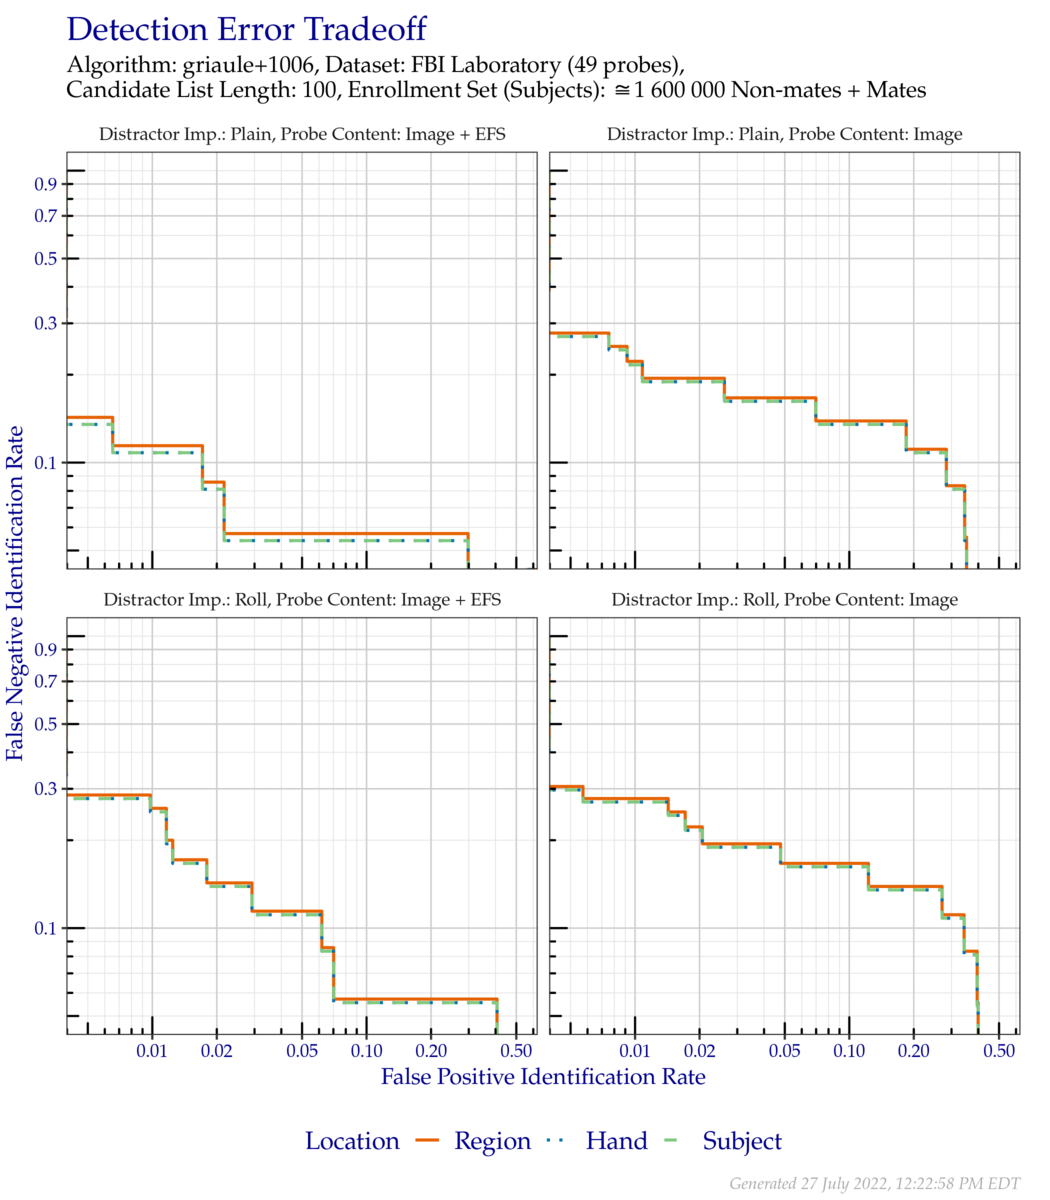 Detection Error Tradeoff
Algorithm: griaule+1006, Dataset: FBI Laboratory (49 probes),
Candidate List Length: 100, Enrollment Set (Subjects): ≅ 1 600 000 Non-mates + Mates
Distractor Imp.: Plain, Probe Content: Image + EFS
Distractor Imp.: Plain, Probe Content: Image
0.9
0.7
0.5
0.3
0.1
Distractor Imp.: Roll, Probe Content: Image + EFS
Distractor Imp.: Roll, Probe Content: Image
0.9
0.7
0.5
0.3
0.1
False Negative Identification Rate
0.01 0.02 0.05 0.10 0.20 0.50
0.01 0.02 0.05 0.10 0.20 0.50
False Positive Identification Rate
Location Region Hand Subject
Generated 27 July 2022, 12:22:58 PM EDT